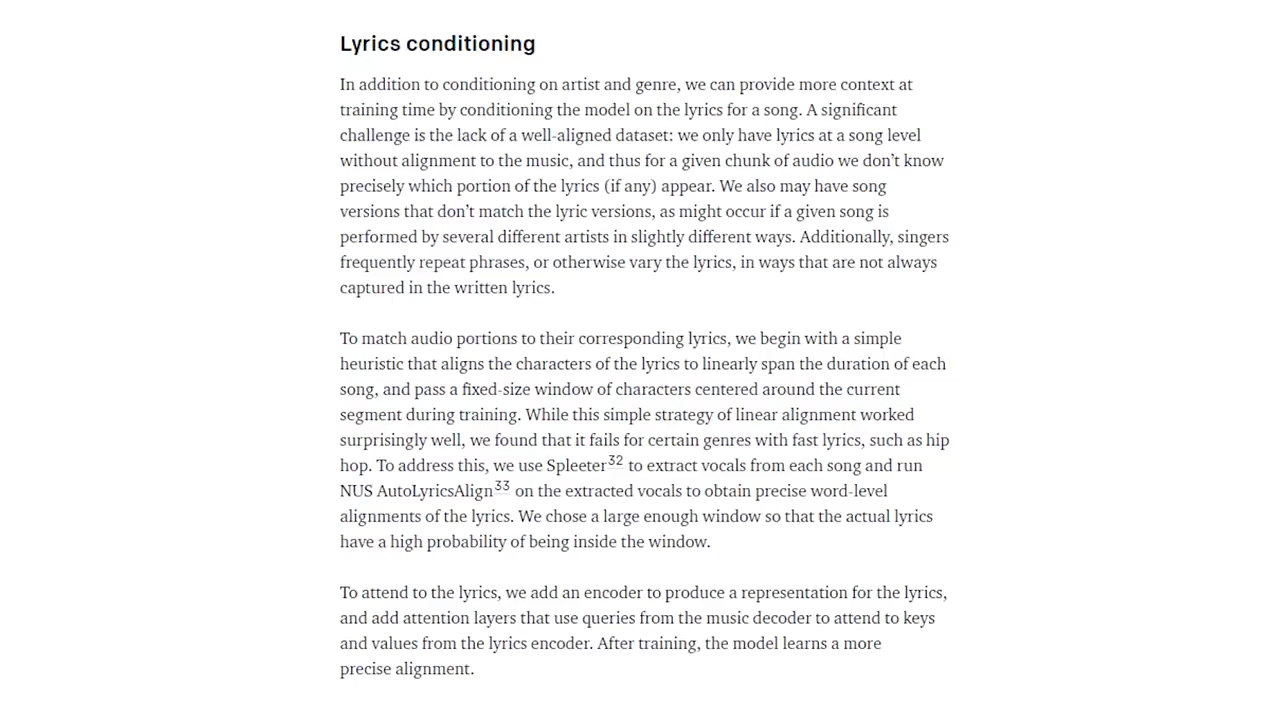 Lyrics conditioning
In addition to conditioning on artist and genre, we can provide more context at
training time by conditioning the model on the lyrics for a song. A significant
challenge is the lack of a well-aligned dataset: we only have lyrics at a song level
without alignment to the music, and thus for a given chunk of audio we don’t know
precisely which portion of the lyrics (if any) appear. We also may have song
versions that don’t match the lyric versions, as might occur if a given song is
performed by several different artists in slightly different ways. Additionally, singers
frequently repeat phrases, or otherwise vary the lyrics, in ways that are not always
captured in the written lyrics.
To match audio portions to their corresponding lyrics, we begin with a simple
heuristic that aligns the characters of the lyrics to linearly span the duration of each
song, and pass a fixed-size window of characters centered around the current
segment during training. While this simple strategy of linear alignment worked
surprisingly well, we found that it fails for certain genres with fast lyrics, such as hip
hop. To address this, we use Spleeter32 to extract vocals from each song and run
NUS AutoLyricsAlign33 on the extracted vocals to obtain precise word-level
alignments of the lyrics. We chose a large enough window so that the actual lyrics
have a high probability of being inside the window.
To attend to the lyrics, we add an encoder to produce a representation for the lyrics,
and add attention layers that use queries from the music decoder to attend to keys
and values from the lyrics encoder. After training, the model learns a more
precise alignment.